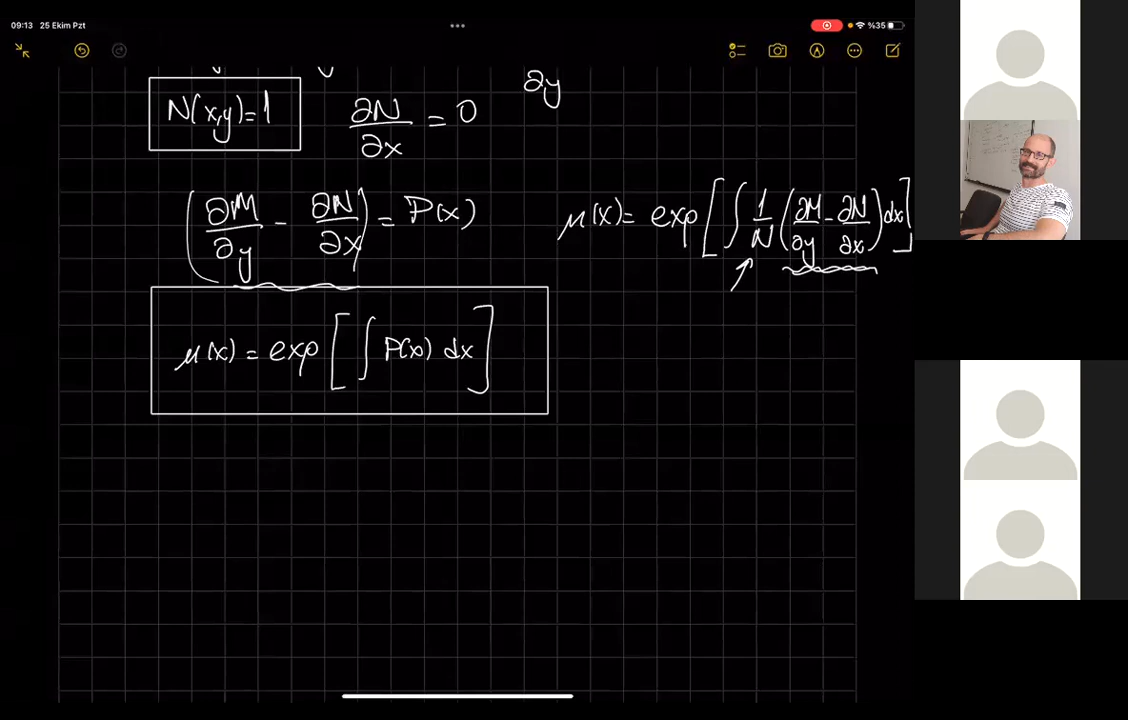 09:13 25 Ekim Pzt %35
∂y
N(x,y)=1 ∂N/∂x = 0
(∂M/∂y - ∂N/∂x) = P(x) μ(x) = exp[∫ 1/N (∂M/∂y - ∂N/∂x) dx]
μ(x) = exp[∫ P(x) dx]